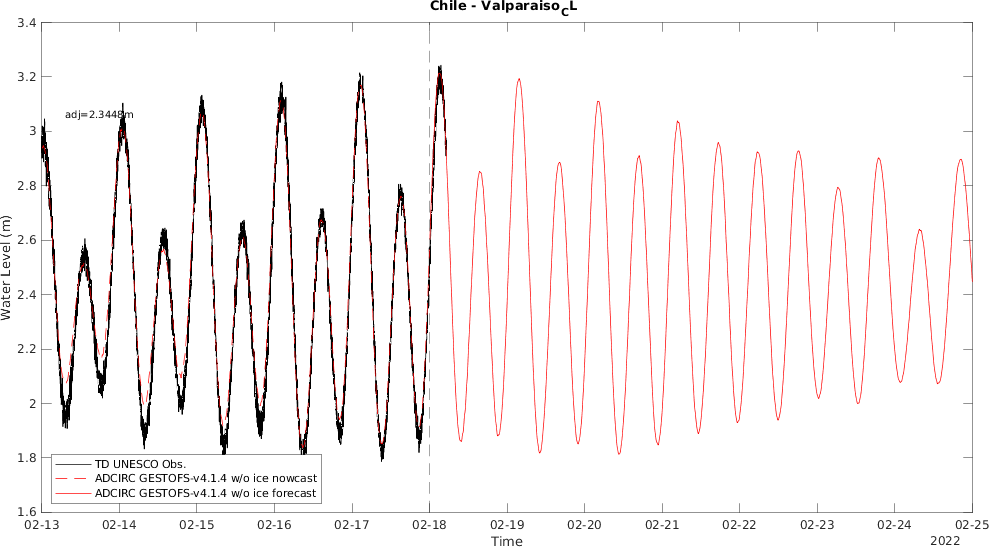 Chile - Valparaiso_CL
3.4
3.2
3
2.8
2.6
2.4
2.2
2
1.8
1.6
Water Level (m)
adj=2.3448m
TD UNESCO Obs.
ADCIRC GESTOFS-v4.1.4 w/o ice nowcast
ADCIRC GESTOFS-v4.1.4 w/o ice forecast
02-13 02-14 02-15 02-16 02-17 02-18 02-19 02-20 02-21 02-22 02-23 02-24 02-25
Time
2022